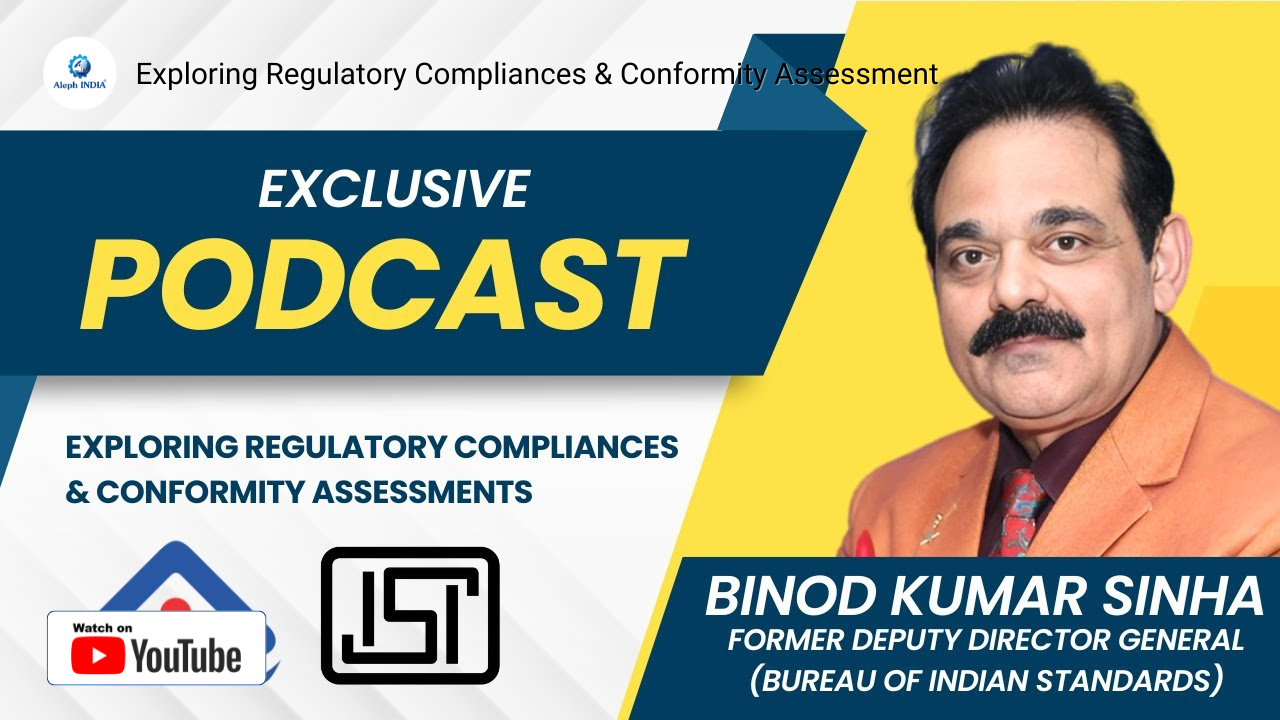 Aleph INDIA
Exploring Regulatory Compliances & Conformity Assessment
EXCLUSIVE
PODCAST
EXPLORING REGULATORY COMPLIANCES
& CONFORMITY ASSESSMENTS
Watch on
YouTube
ISI
BINOD KUMAR SINHA
FORMER DEPUTY DIRECTOR GENERAL
(BUREAU OF INDIAN STANDARDS)